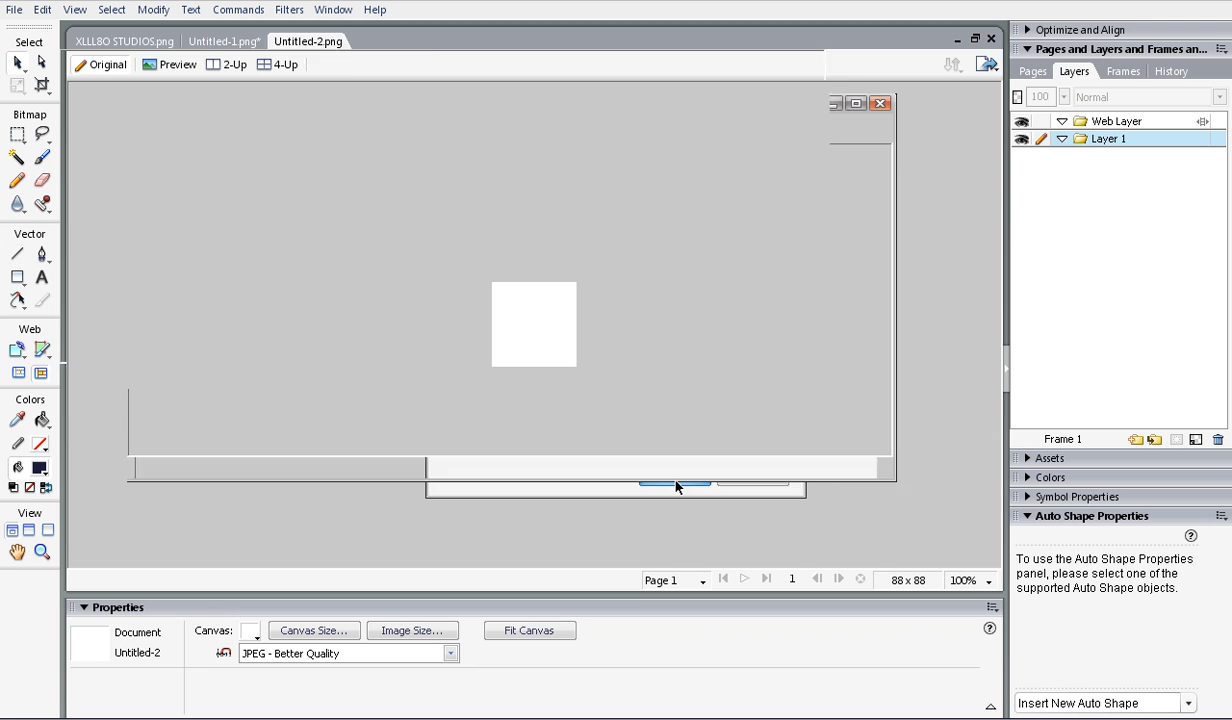 File Edit View Select Modify Text Commands Filters Window Help
Select
XLLL8O STUDIOS.png Untitled-1.png* Untitled-2.png
Optimize and Align
Pages and Layers and Frames an...
Original Preview 2-Up 4-Up
Pages Layers Frames History
100 Normal
Bitmap
Web Layer
Layer 1
Vector
A
Web
Colors
Frame 1
Assets
Colors
Symbol Properties
View
Auto Shape Properties
?
To use the Auto Shape Properties
panel, please select one of the
supported Auto Shape objects.
Page 1 1 88 x 88 100%
Properties
Document Canvas: Canvas Size... Image Size... Fit Canvas ?
Untitled-2 JPEG - Better Quality
Insert New Auto Shape